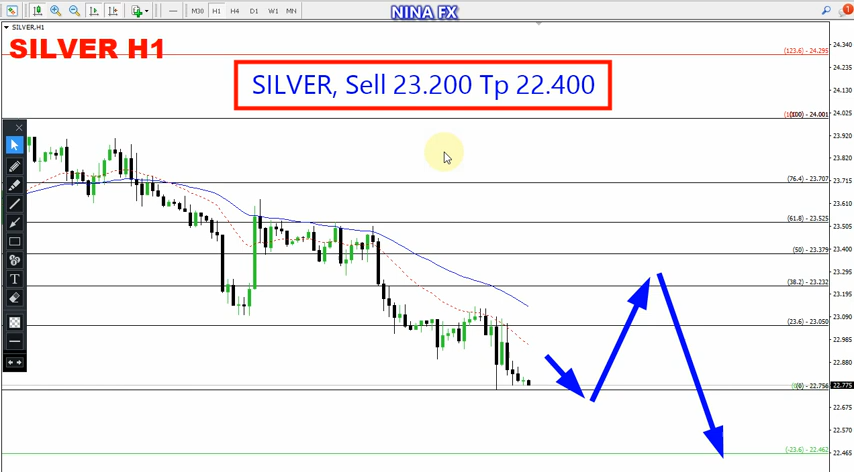 M30 H1 H4 D1 W1 MN
NINA FX
1
SILVER,H1
SILVER H1
SILVER, Sell 23.200 Tp 22.400
(123.6) - 24.295
(100) - 24.001
(76.4) - 23.707
(61.8) - 23.525
(50) - 23.379
(38.2) - 23.232
(23.6) - 23.050
(0) - 22.756
(-23.6) - 22.462
24.340
24.235
24.130
24.025
23.920
23.820
23.715
23.610
23.505
23.400
23.295
23.190
23.090
22.985
22.880
22.775
22.675
22.570
22.465
T